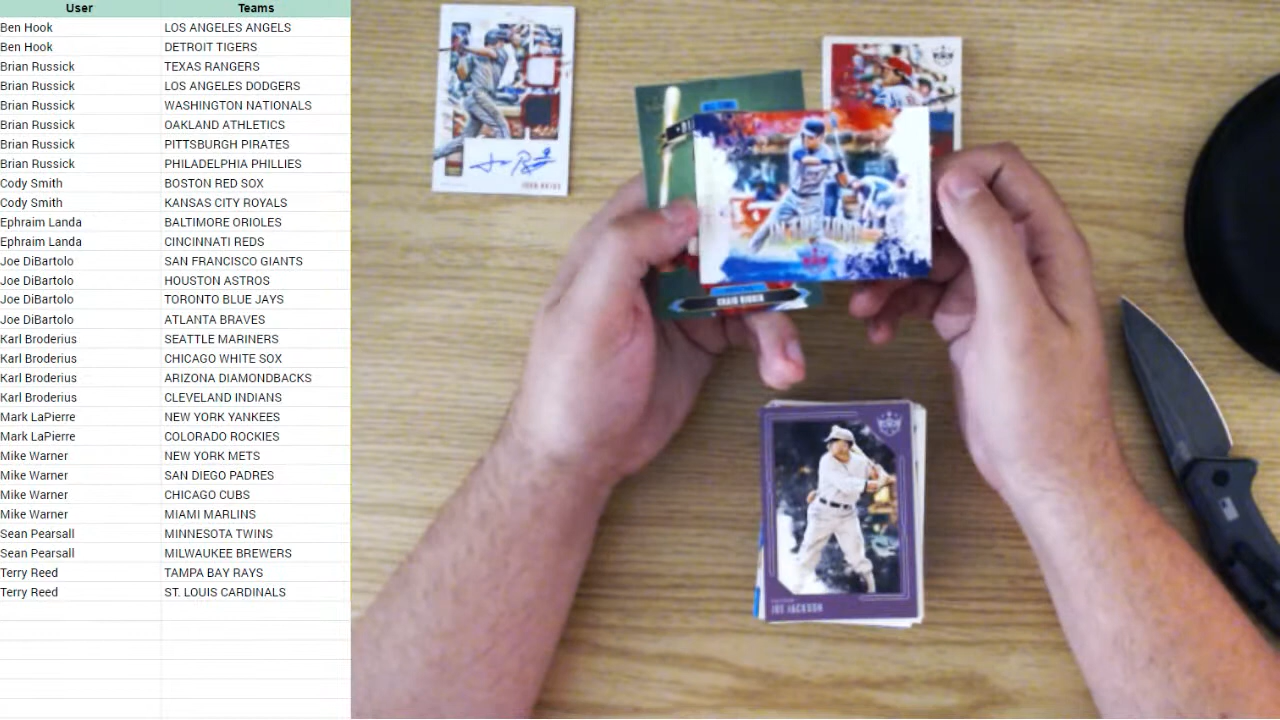 User Teams
Ben Hook LOS ANGELES ANGELS
Ben Hook DETROIT TIGERS
Brian Russick TEXAS RANGERS
Brian Russick LOS ANGELES DODGERS
Brian Russick WASHINGTON NATIONALS
Brian Russick OAKLAND ATHLETICS
Brian Russick PITTSBURGH PIRATES
Brian Russick PHILADELPHIA PHILLIES
Cody Smith BOSTON RED SOX
Cody Smith KANSAS CITY ROYALS
Ephraim Landa BALTIMORE ORIOLES
Ephraim Landa CINCINNATI REDS
Joe DiBartolo SAN FRANCISCO GIANTS
Joe DiBartolo HOUSTON ASTROS
Joe DiBartolo TORONTO BLUE JAYS
Joe DiBartolo ATLANTA BRAVES
Karl Broderius SEATTLE MARINERS
Karl Broderius CHICAGO WHITE SOX
Karl Broderius ARIZONA DIAMONDBACKS
Karl Broderius CLEVELAND INDIANS
Mark LaPierre NEW YORK YANKEES
Mark LaPierre COLORADO ROCKIES
Mike Warner NEW YORK METS
Mike Warner SAN DIEGO PADRES
Mike Warner CHICAGO CUBS
Mike Warner MIAMI MARLINS
Sean Pearsall MINNESOTA TWINS
Sean Pearsall MILWAUKEE BREWERS
Terry Reed TAMPA BAY RAYS
Terry Reed ST. LOUIS CARDINALS
IN THE ZONE
CRAIG BIGGIO
JOE JACKSON